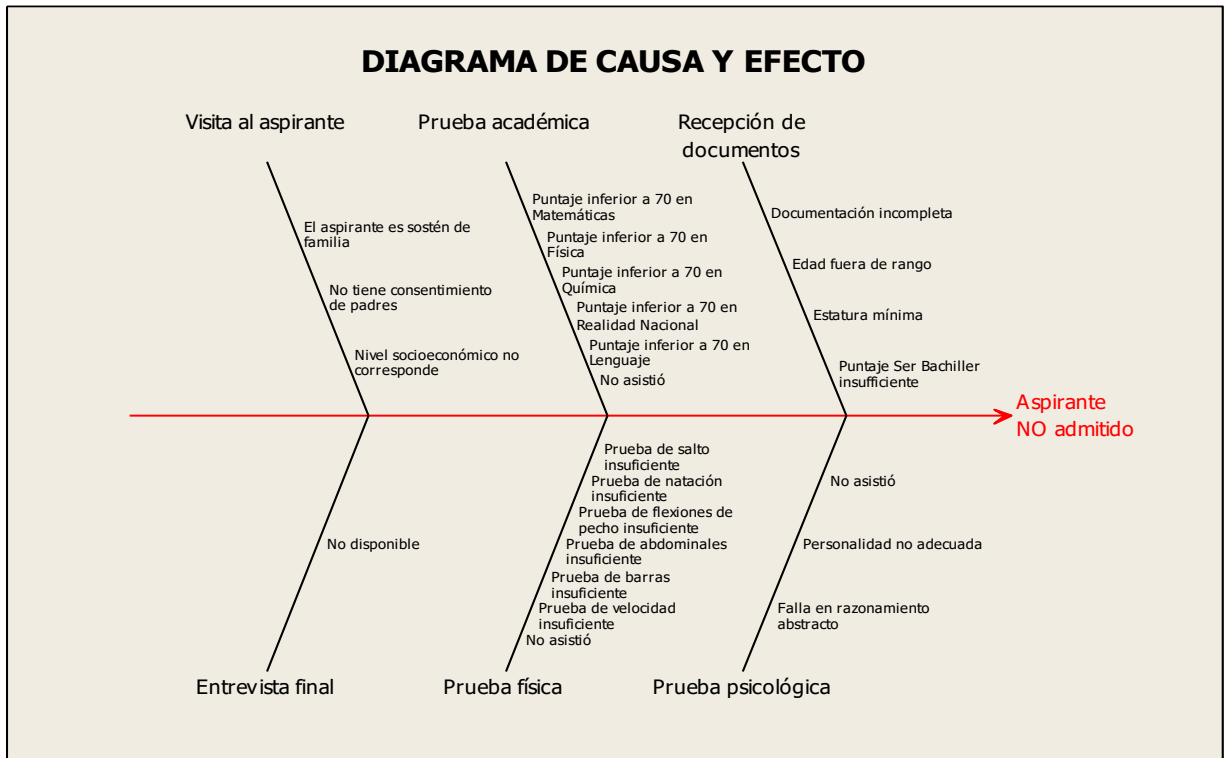 DIAGRAMA DE CAUSA Y EFECTO
Visita al aspirante
El aspirante es sostén de
familia
No tiene consentimiento
de padres
Nivel socioeconómico no
corresponde
Prueba académica
Puntaje inferior a 70 en
Matemáticas
Puntaje inferior a 70 en
Física
Puntaje inferior a 70 en
Química
Puntaje inferior a 70 en
Realidad Nacional
Puntaje inferior a 70 en
Lenguaje
No asistió
Recepción de
documentos
Documentación incompleta
Edad fuera de rango
Estatura mínima
Puntaje Ser Bachiller
insufficiente
Aspirante
NO admitido
No disponible
Entrevista final
Prueba de salto
insuficiente
Prueba de natación
insuficiente
Prueba de flexiones de
pecho insuficiente
Prueba de abdominales
insuficiente
Prueba de barras
insuficiente
Prueba de velocidad
insuficiente
No asistió
Prueba física
No asistió
Personalidad no adecuada
Falla en razonamiento
abstracto
Prueba psicológica